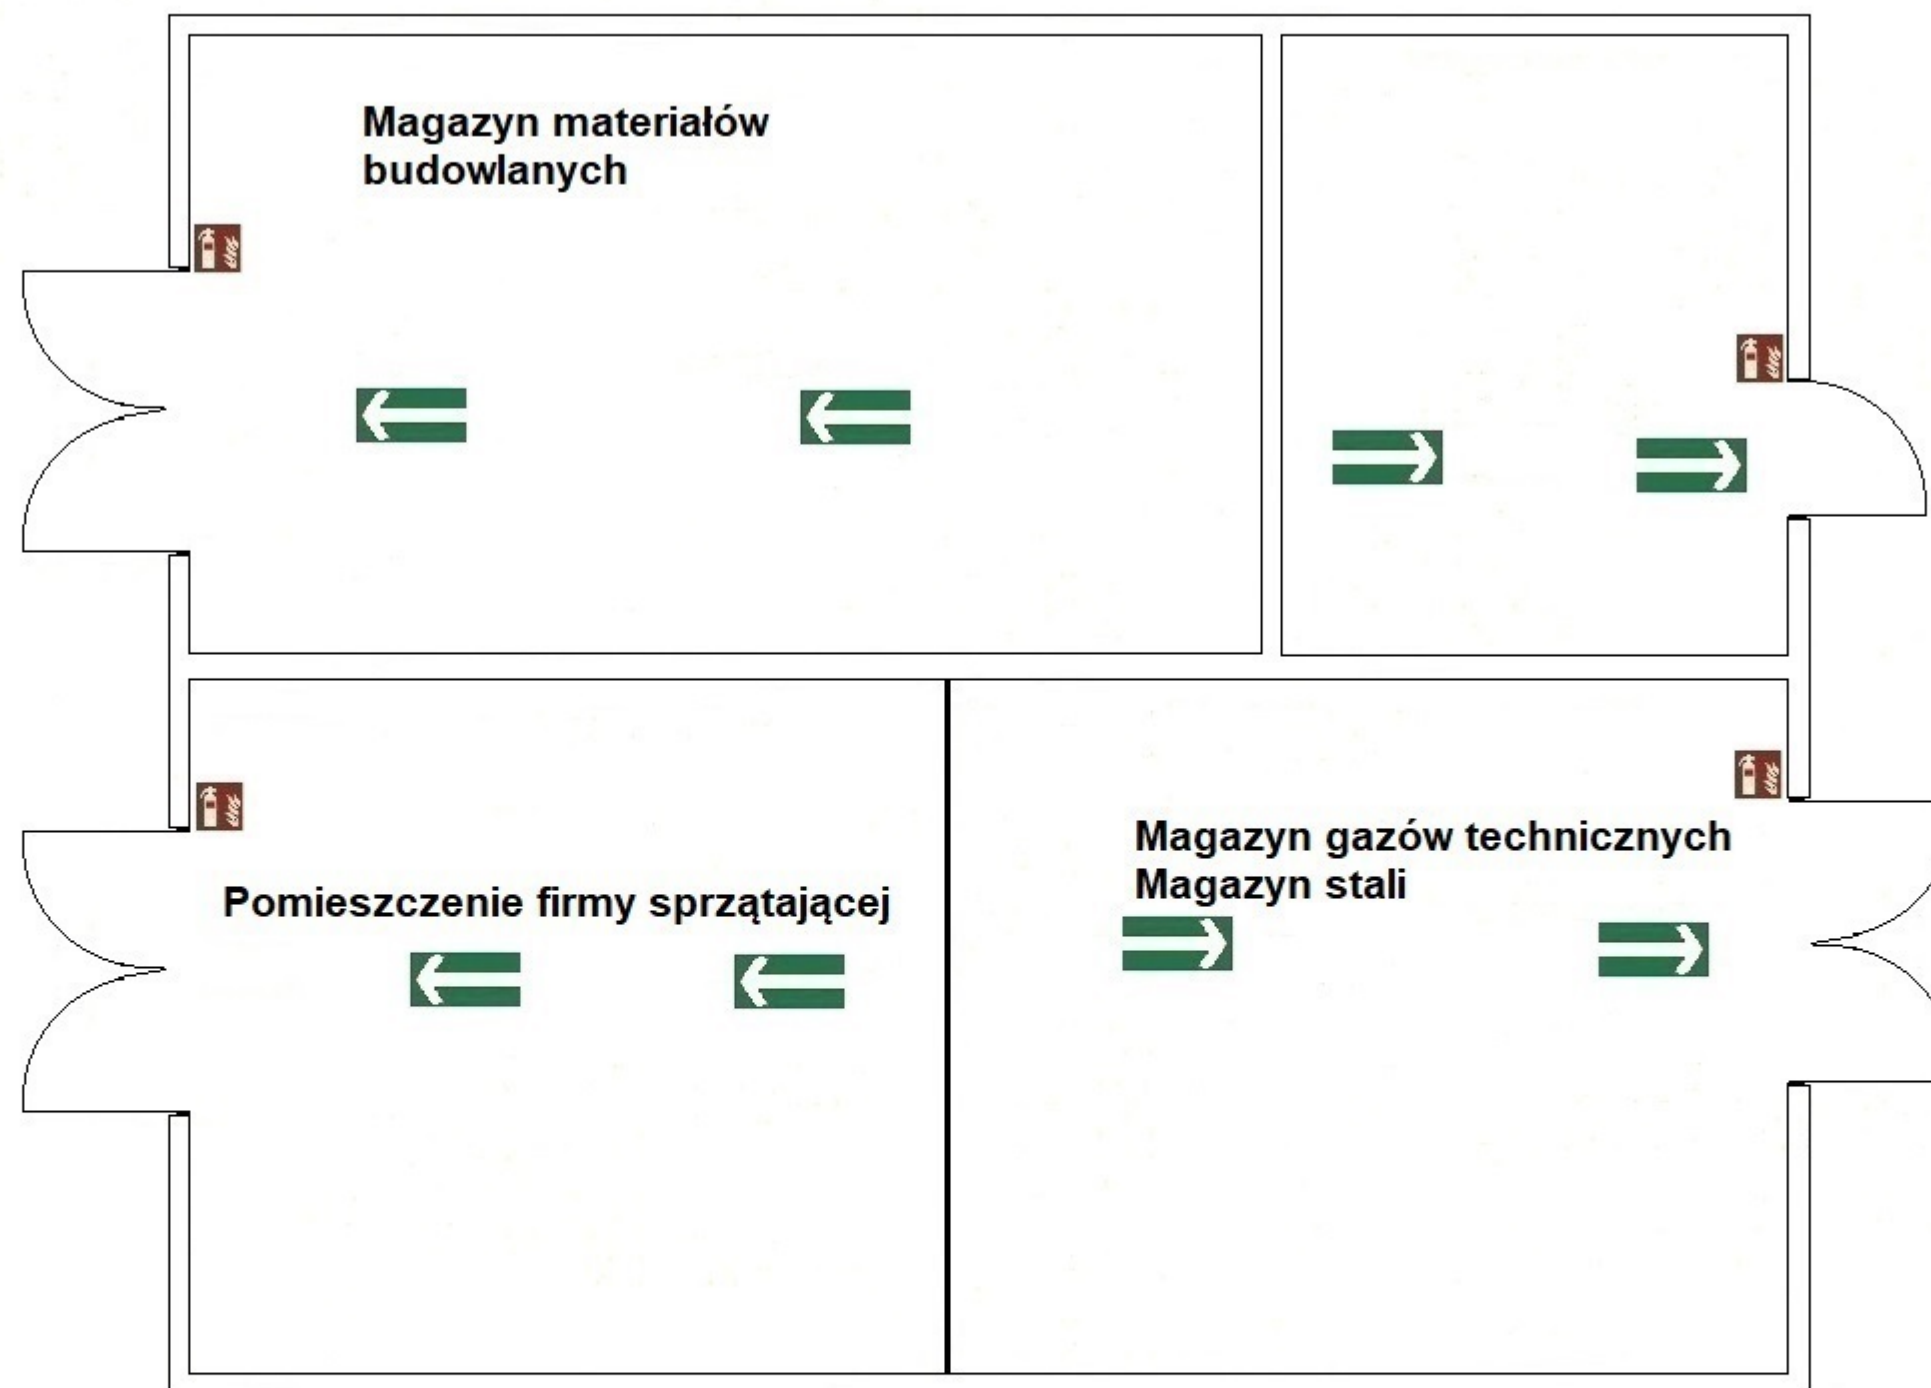 Magazyn materiałów
budowlanych
Pomieszczenie firmy sprzątającej
Magazyn gazów technicznych
Magazyn stali